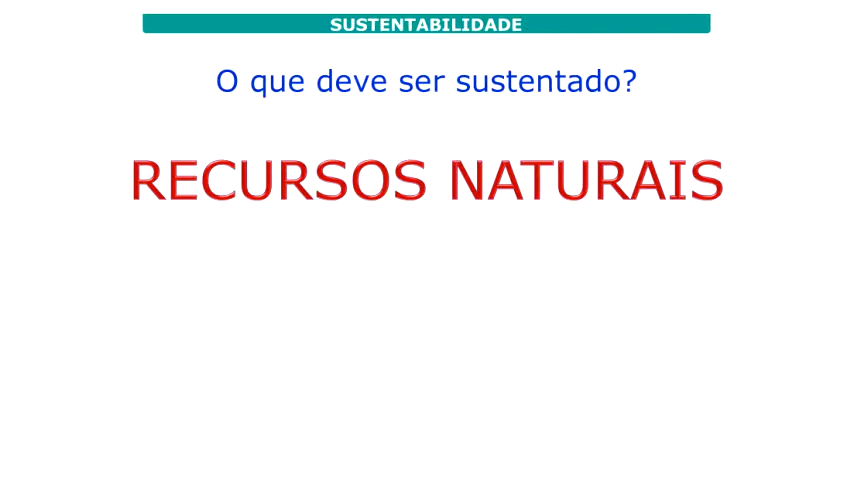 SUSTENTABILIDADE
O que deve ser sustentado?
RECURSOS NATURAIS